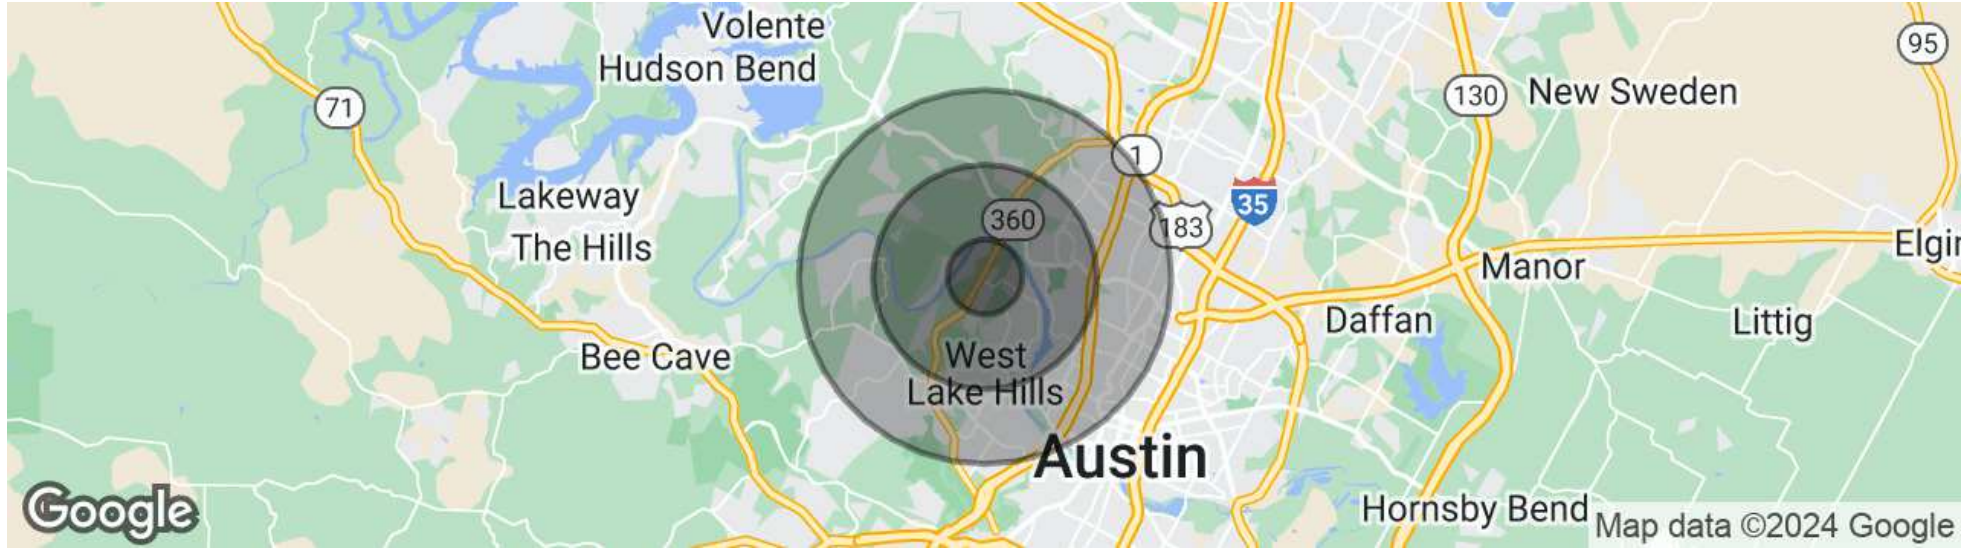 Volente
95
Hudson Bend
130
New Sweden
71
1
Lakeway
35
360
183
The Hills
Elgin
Manor
Daffan
Littig
Bee Cave
West
Lake Hills
Austin
Hornsby Bend
Google
Map data ©2024 Google